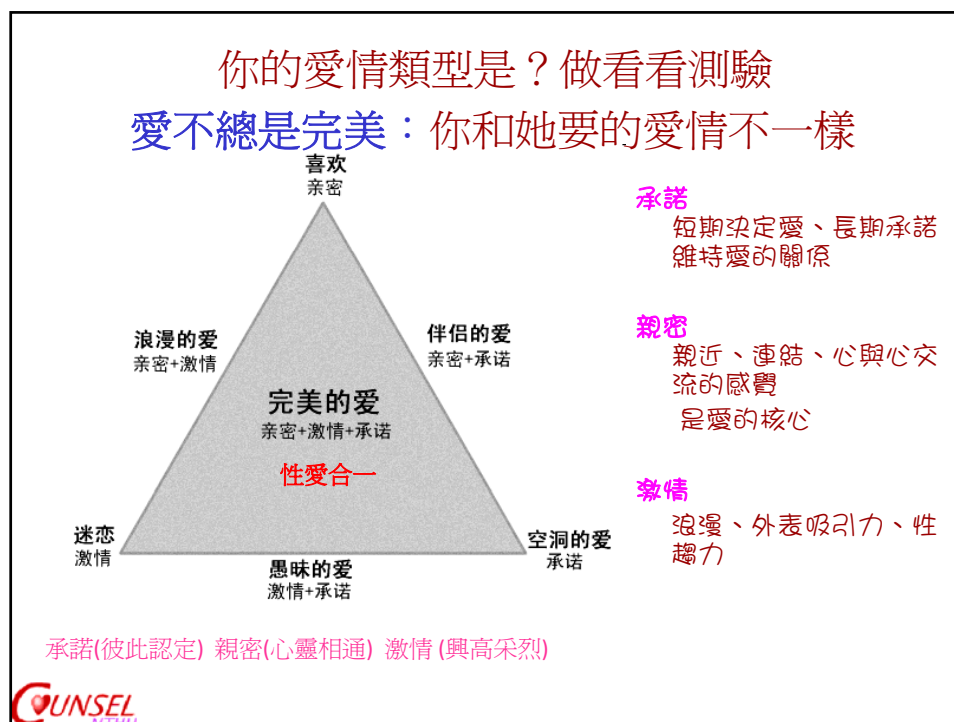 你的愛情類型是？做看看測驗
愛不總是完美：你和她要的愛情不一樣
喜欢
亲密
浪漫的爱
亲密+激情
伴侣的爱
亲密+承诺
完美的爱
亲密+激情+承诺
性愛合一
迷恋
激情
空洞的爱
承诺
愚昧的爱
激情+承诺
承諾
短期決定愛、長期承諾
維持愛的關係
親密
親近、連結、心與心交
流的感覺
是愛的核心
激情
浪漫、外表吸引力、性
趨力
承諾(彼此認定) 親密(心靈相通) 激情 (興高采烈)
COUNSEL